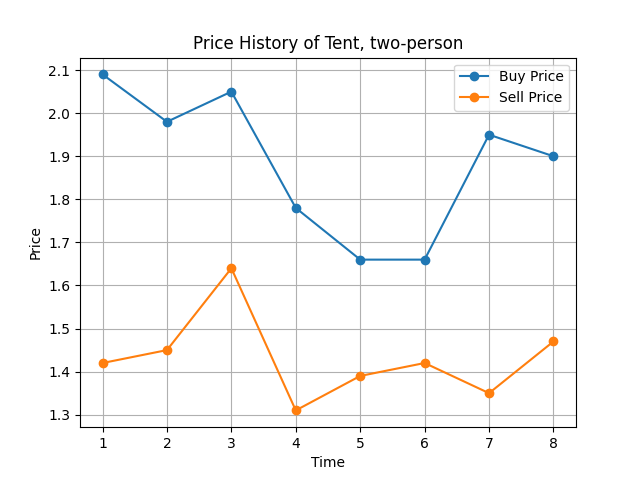 Price History of Tent, two-person
Buy Price
Sell Price
Price
2.1
2.0
1.9
1.8
1.7
1.6
1.5
1.4
1.3
1 2 3 4 5 6 7 8
Time